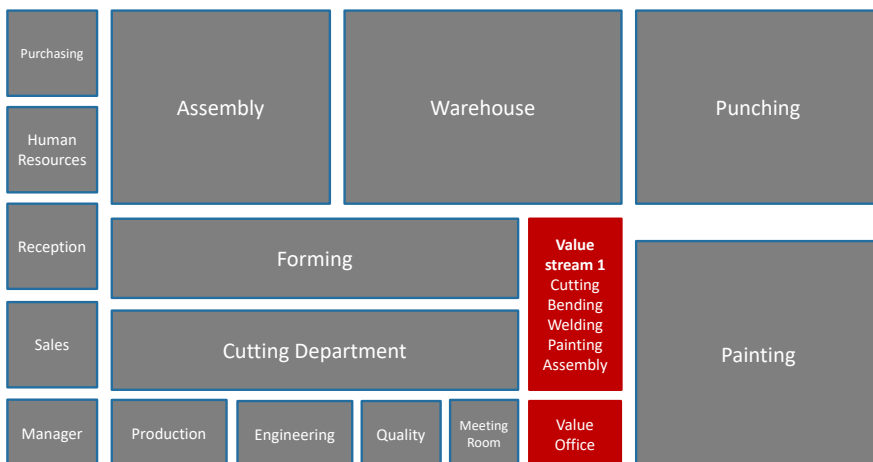 Purchasing
Assembly
Warehouse
Punching
Human
Resources
Reception
Forming
Value
stream 1
Cutting
Bending
Welding
Painting
Assembly
Sales
Cutting Department
Painting
Manager
Production
Engineering
Quality
Meeting
Room
Value
Office